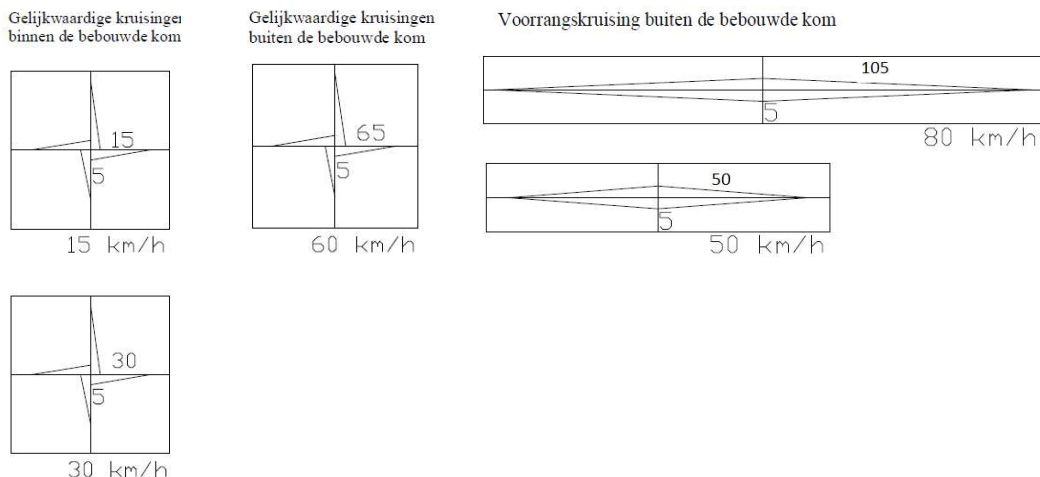 Gelijkwaardige kruisingen
binnen de bebouwde kom
15
5
15 km/h
30
5
30 km/h
Gelijkwaardige kruisingen
buiten de bebouwde kom
65
5
60 km/h
Voorrangskruising buiten de bebouwde kom
105
5
80 km/h
50
5
50 km/h